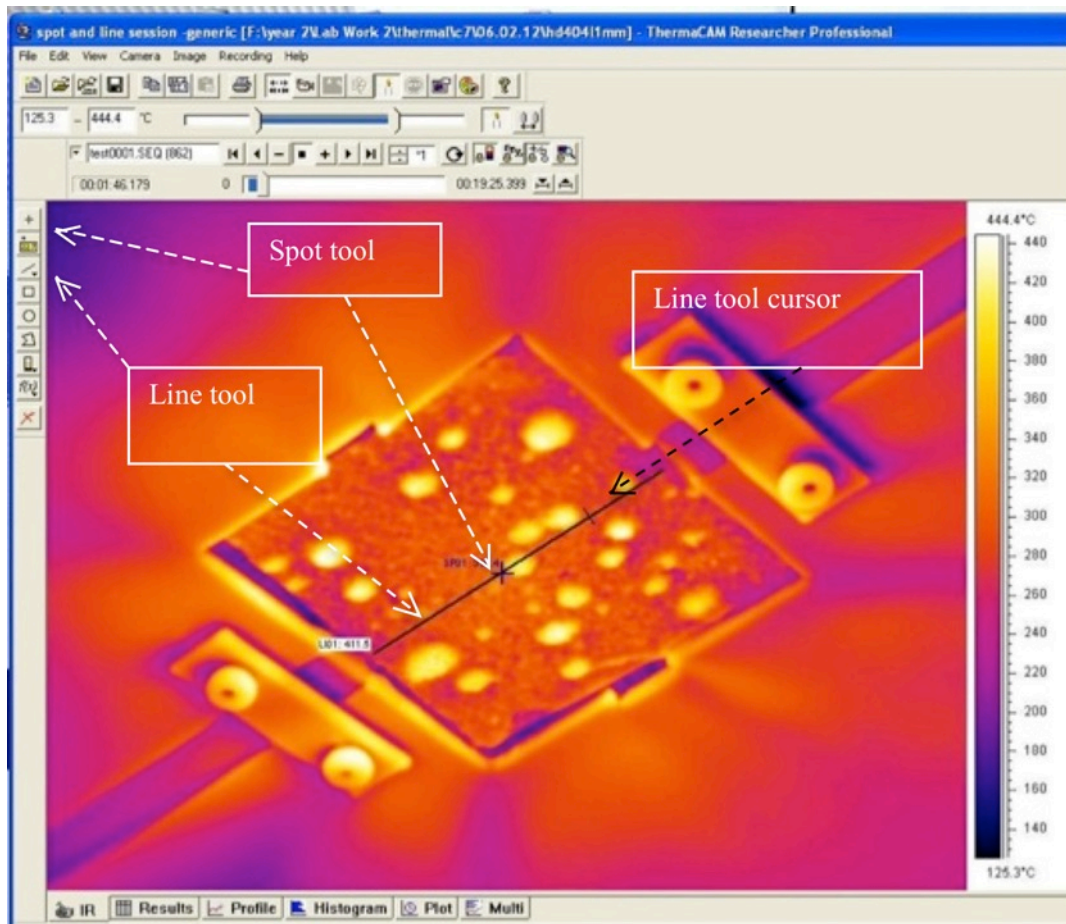 spot and line session -generic [F:\year 2\Lab Work 2\thermal\c7\06.02.12\hd404l1mm] - ThermaCAM Researcher Professional
File Edit View Camera Image Recording Help
125.3 - 444.4 °C
test0001.SEQ (862)
00:01:46.179 0 00:19:25.399
444.4°C
Spot tool
Line tool cursor
Line tool
440
420
400
380
360
340
320
300
280
260
240
220
200
180
160
140
125.3°C
SP01:
LI01: 411.5
IR Results Profile Histogram Plot Multi